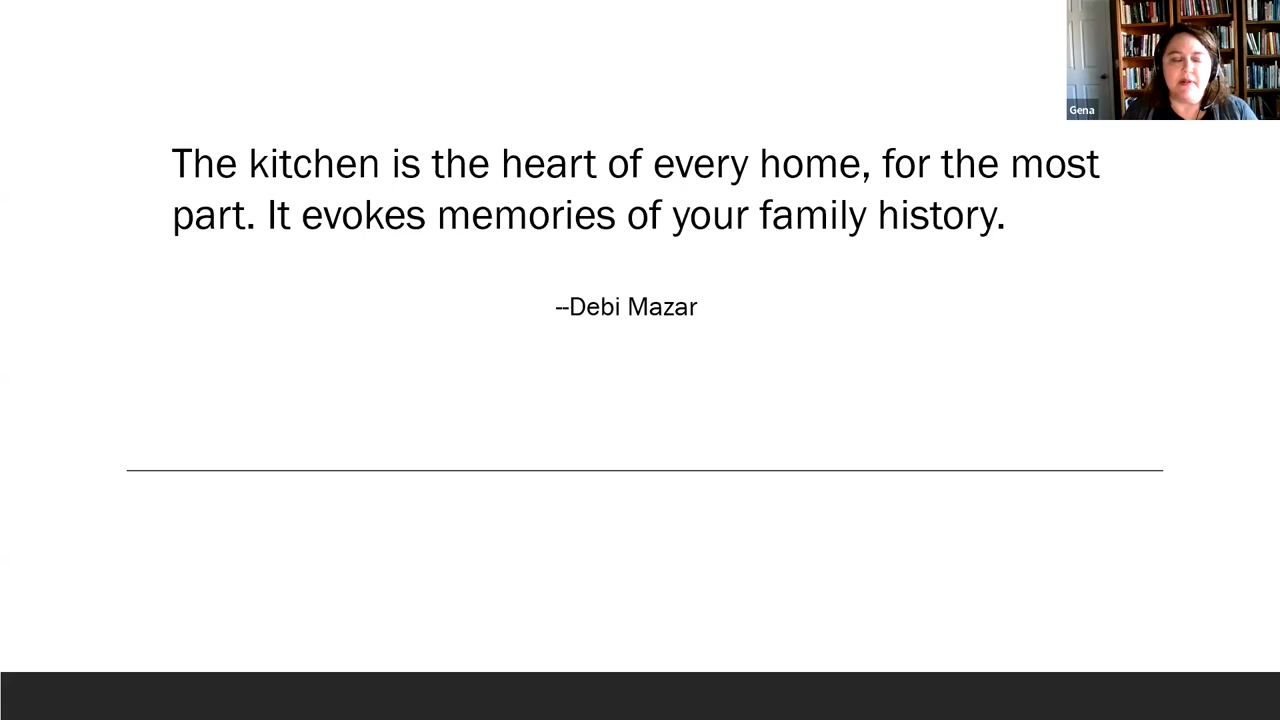 Gena
The kitchen is the heart of every home, for the most
part. It evokes memories of your family history.
--Debi Mazar